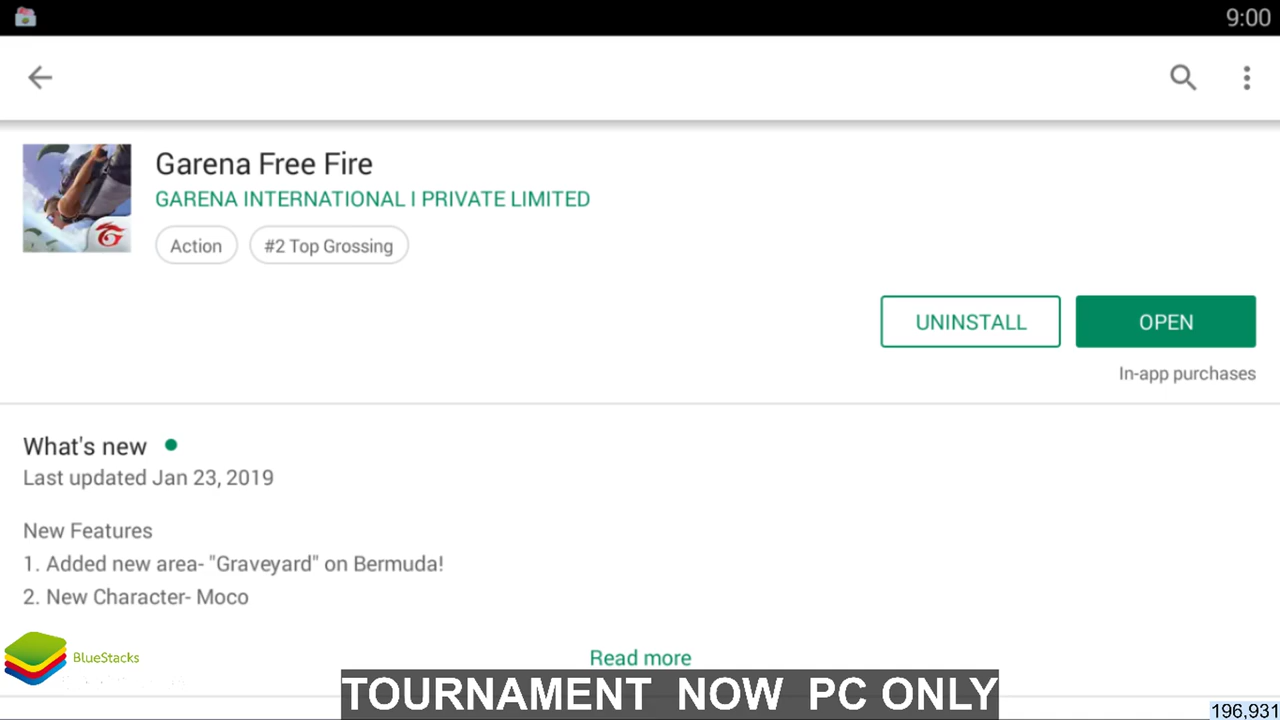 9:00
Garena Free Fire
GARENA INTERNATIONAL I PRIVATE LIMITED
Action
#2 Top Grossing
UNINSTALL
OPEN
In-app purchases
What's new
Last updated Jan 23, 2019
New Features
1. Added new area- "Graveyard" on Bermuda!
2. New Character- Moco
BlueStacks
Read more
TOURNAMENT NOW PC ONLY
196,931